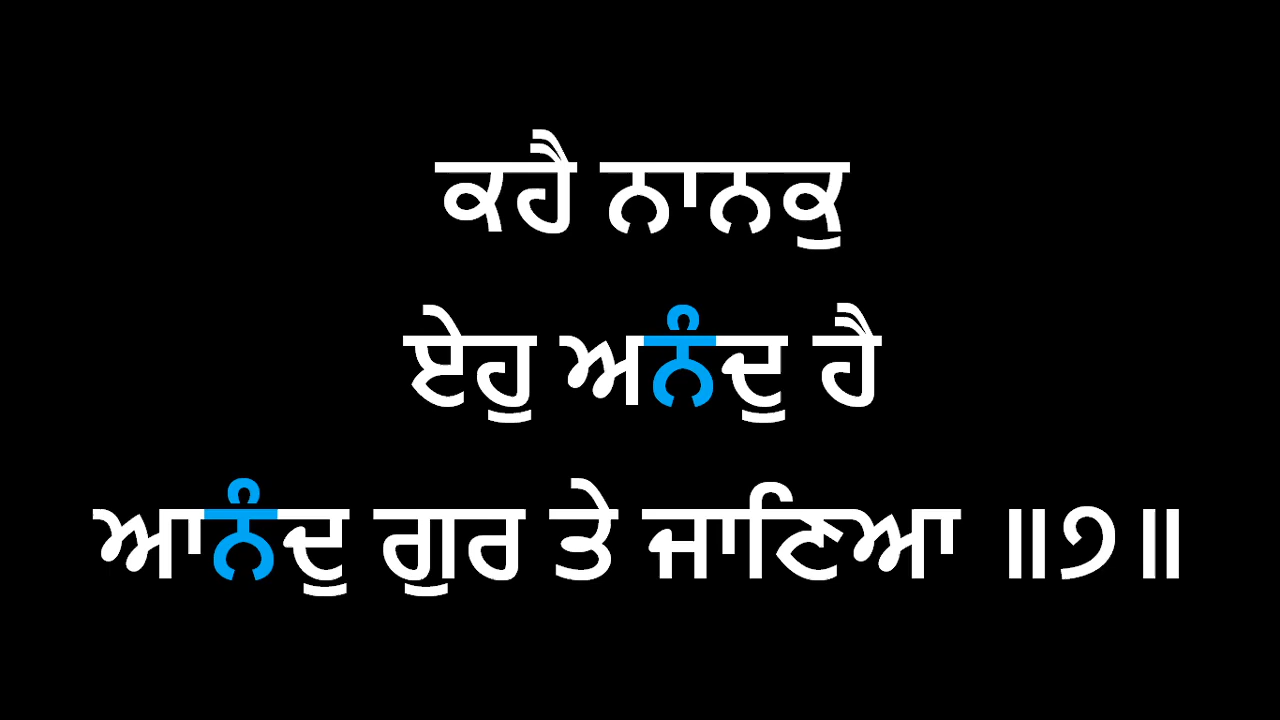 ਕਹੈ ਨਾਨਕੁ
ਏਹੁ ਅਨੰਦੁ ਹੈ
ਆਨੰਦੁ ਗੁਰ ਤੇ ਜਾਣਿਆ ॥੭॥